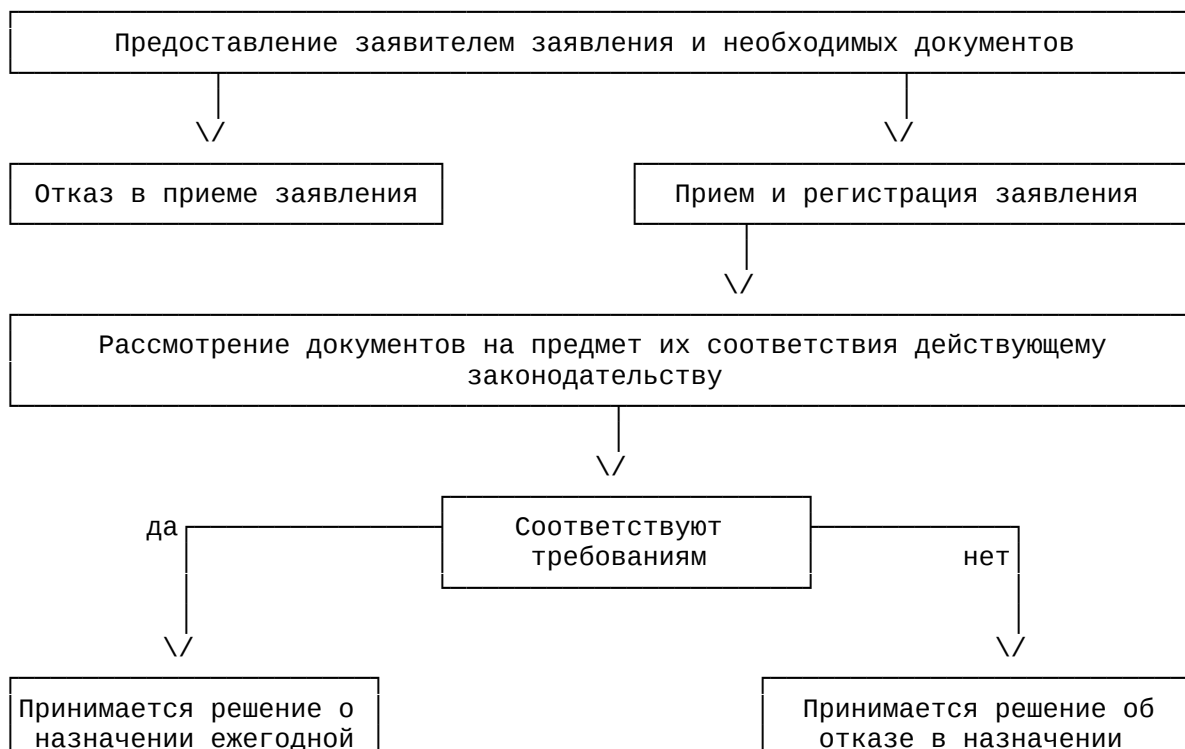 Предоставление заявителем заявления и необходимых документов
Отказ в приеме заявления
Прием и регистрация заявления
Рассмотрение документов на предмет их соответствия действующему
законодательству
да
Соответствуют
требованиям
нет
Принимается решение о
назначении ежегодной
Принимается решение об
отказе в назначении